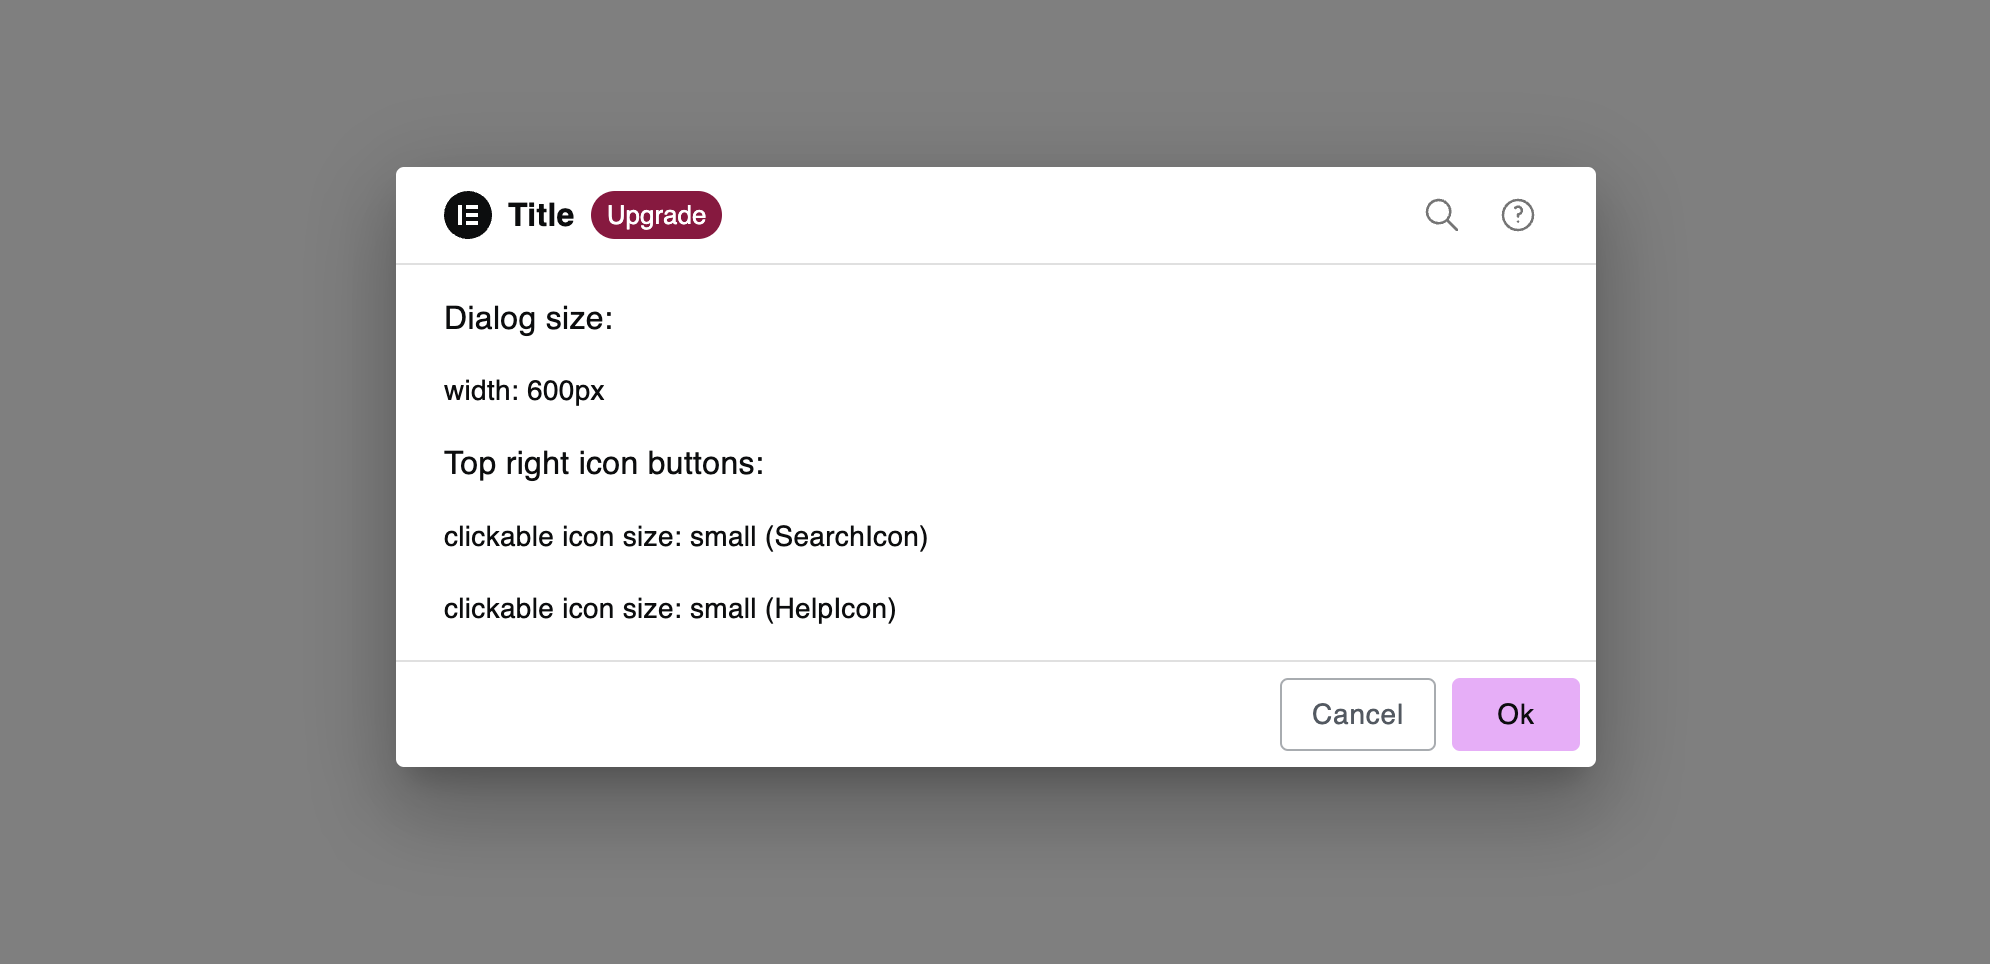 Title Upgrade
Dialog size:
width: 600px
Top right icon buttons:
clickable icon size: small (SearchIcon)
clickable icon size: small (HelpIcon)
Cancel Ok